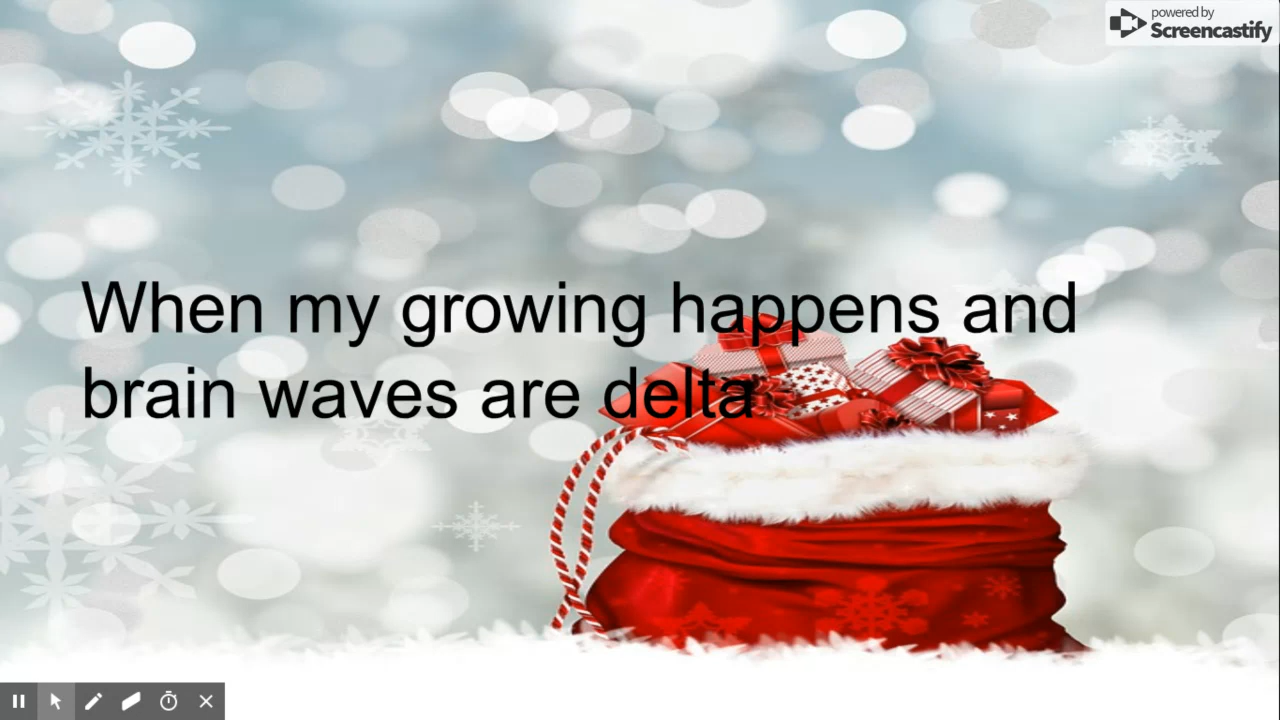 powered by
Screencastify
When my growing happens and
brain waves are delta